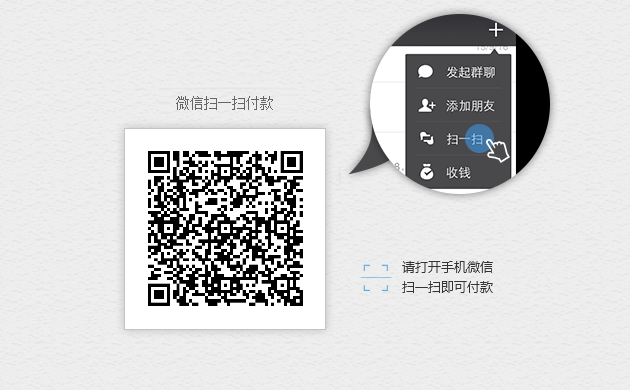 微信扫一扫付款
发起群聊
添加朋友
扫一扫
收钱
请打开手机微信
扫一扫即可付款